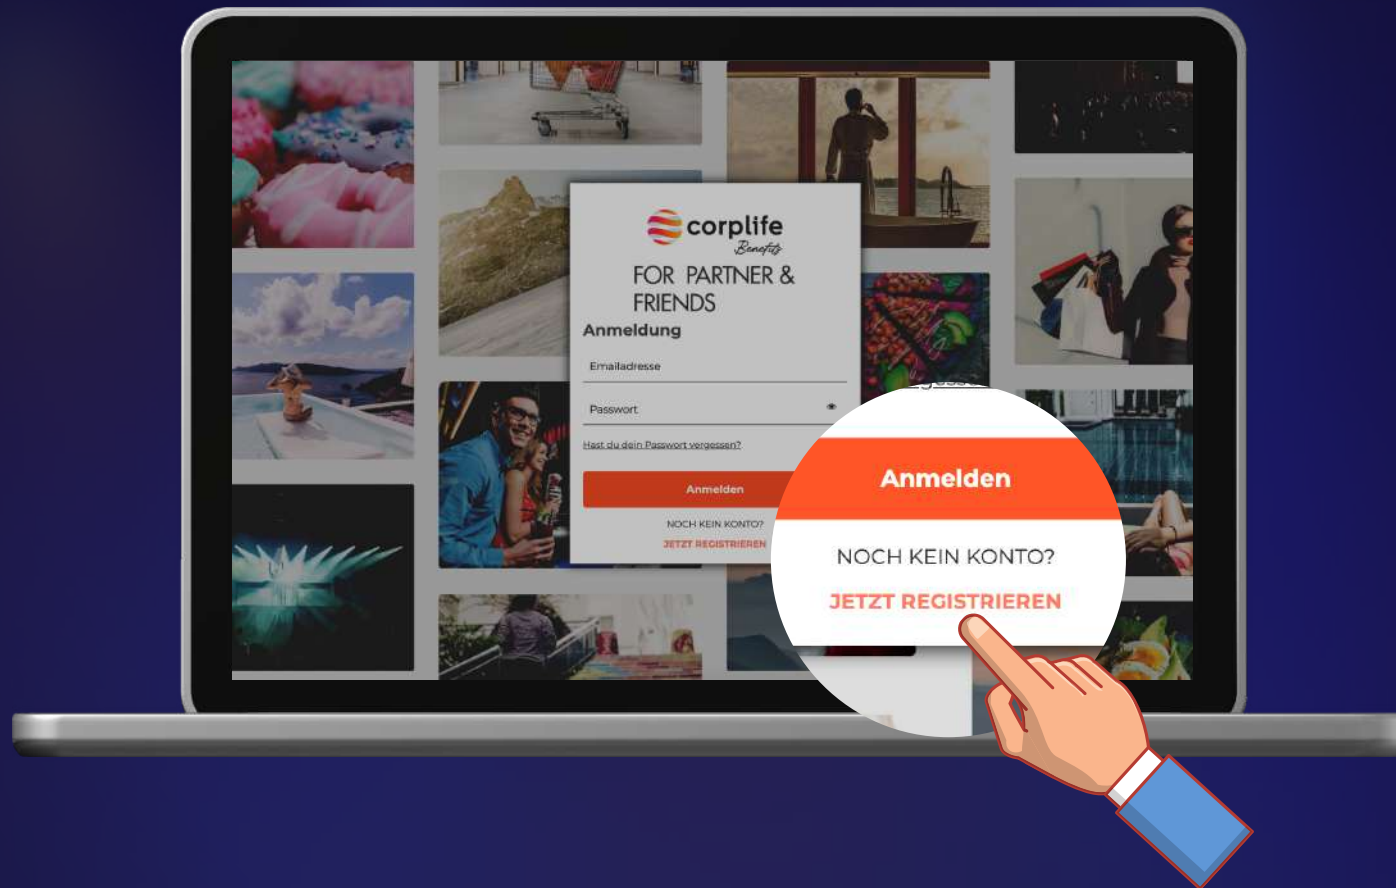 corplife
Benefits
FOR PARTNER &
FRIENDS
Anmeldung
Emailadresse
Passwort
Hast du dein Passwort vergessen?
Anmelden
NOCH KEIN KONTO?
JETZT REGISTRIEREN
Anmelden
NOCH KEIN KONTO?
JETZT REGISTRIEREN